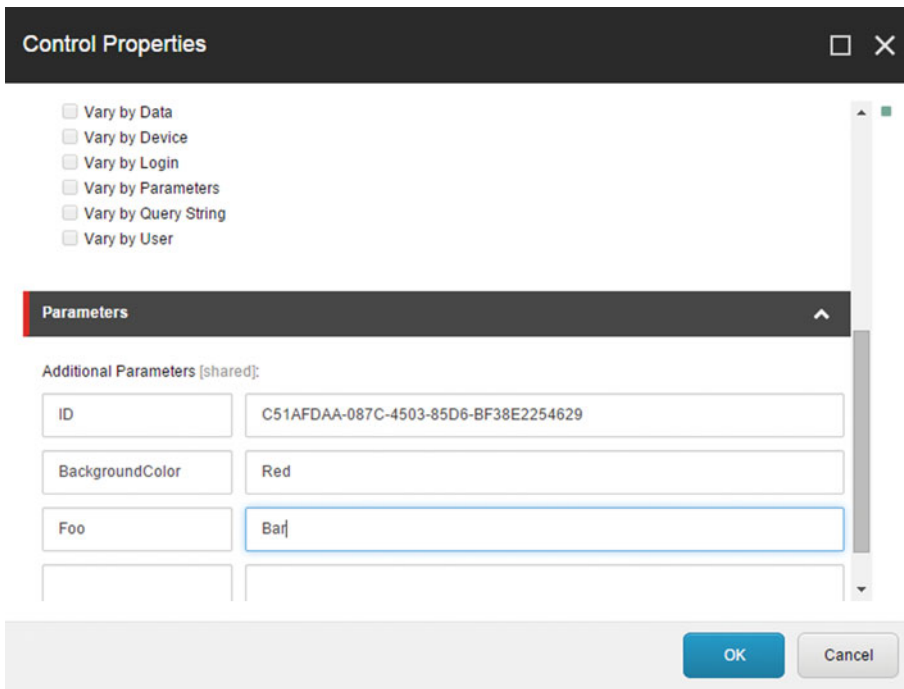 Control Properties
Vary by Data
Vary by Device
Vary by Login
Vary by Parameters
Vary by Query String
Vary by User
Parameters
Additional Parameters [shared]:
ID C51AFDAA-087C-4503-85D6-BF38E2254629
BackgroundColor Red
Foo Bar
OK Cancel